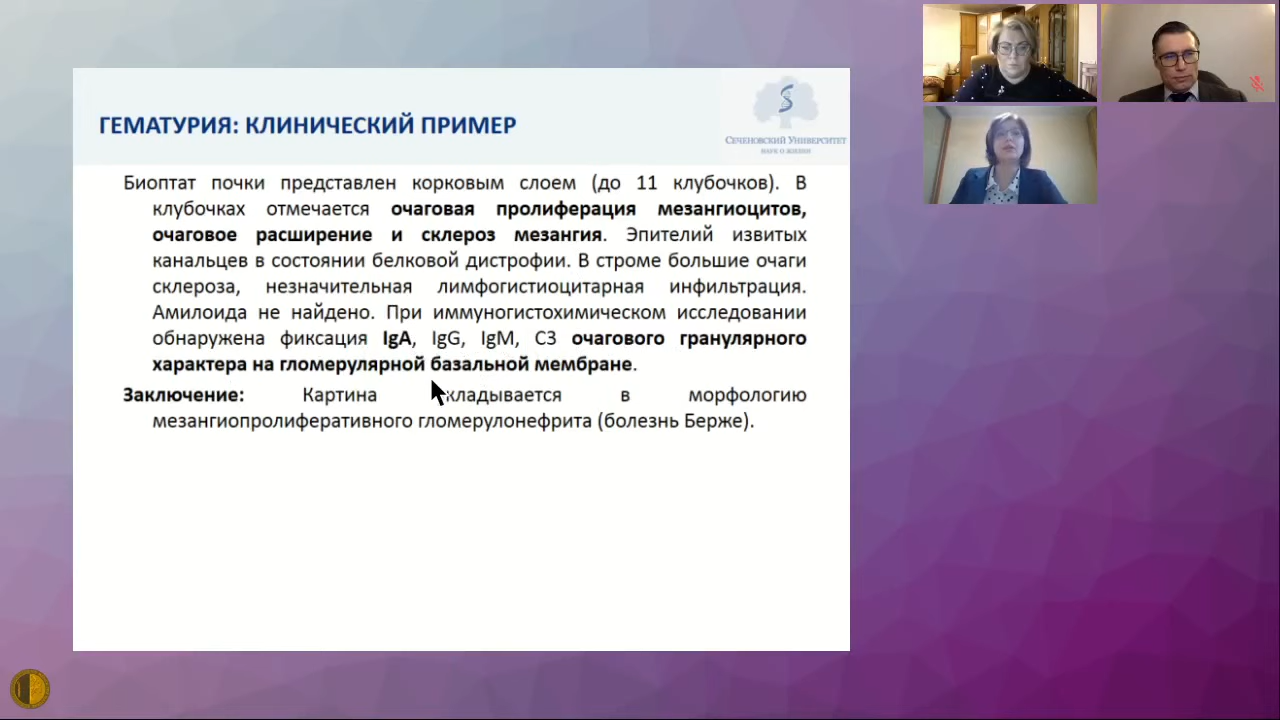 ГЕМАТУРИЯ: КЛИНИЧЕСКИЙ ПРИМЕР
СЕЧЕНОВСКИЙ УНИВЕРСИТЕТ
НАУК О ЖИЗНИ
Биоптат почки представлен корковым слоем (до 11 клубочков). В
клубочках отмечается очаговая пролиферация мезангиоцитов,
очаговое расширение и склероз мезангия. Эпителий извитых
канальцев в состоянии белковой дистрофии. В строме большие очаги
склероза, незначительная лимфогистиоцитарная инфильтрация.
Амилоида не найдено. При иммуногистохимическом исследовании
обнаружена фиксация IgA, IgG, IgM, C3 очагового гранулярного
характера на гломерулярной базальной мембране.
Заключение: Картина в морфологию
мезангиопролиферативного гломерулонефрита (болезнь Берже).